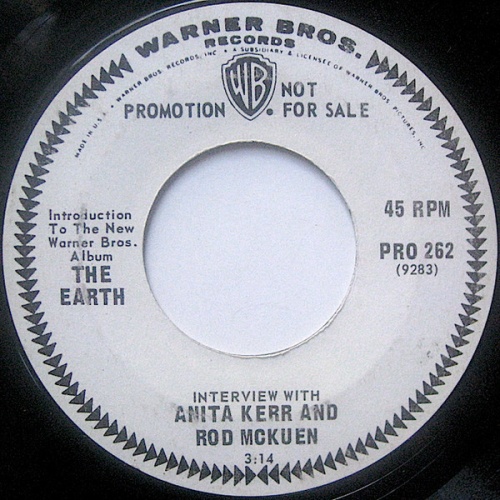 WARNER BROS.
RECORDS
MADE IN U.S.A. • WARNER BROS. RECORDS, INC. • A SUBSIDIARY & LICENSEE OF WARNER BROS. PICTURES, INC.
WB
PROMOTION NOT
FOR SALE
Introduction
To The New
Warner Bros.
Album
THE
EARTH
45 RPM
PRO 262
(9283)
INTERVIEW WITH
ANITA KERR AND
ROD MCKUEN
3:14